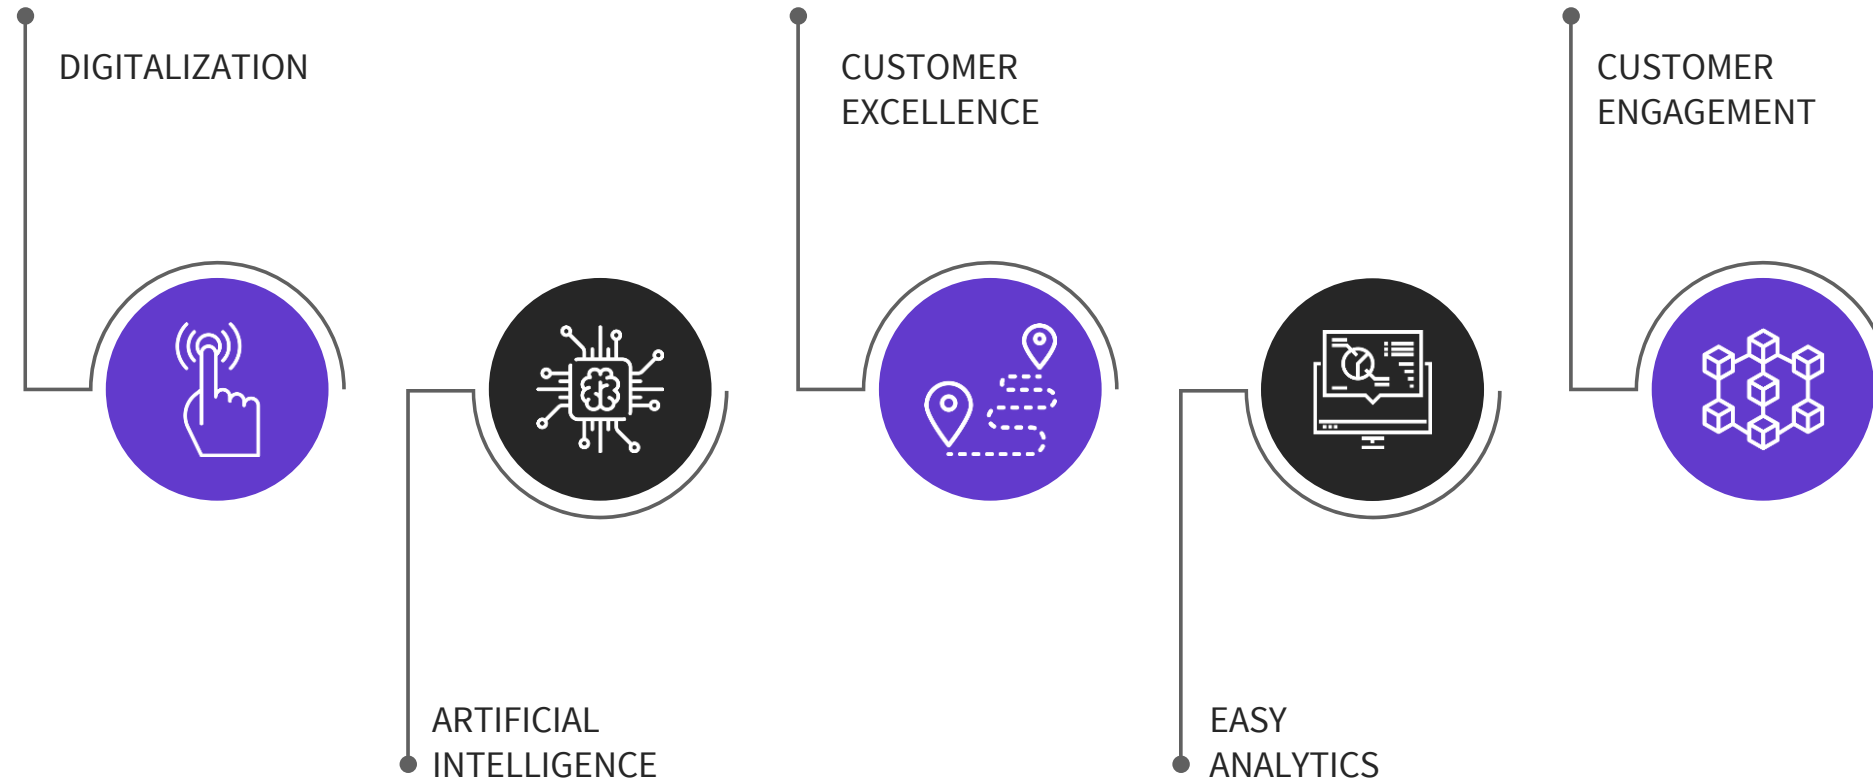 DIGITALIZATION
ARTIFICIAL
INTELLIGENCE
CUSTOMER
EXCELLENCE
EASY
ANALYTICS
CUSTOMER
ENGAGEMENT